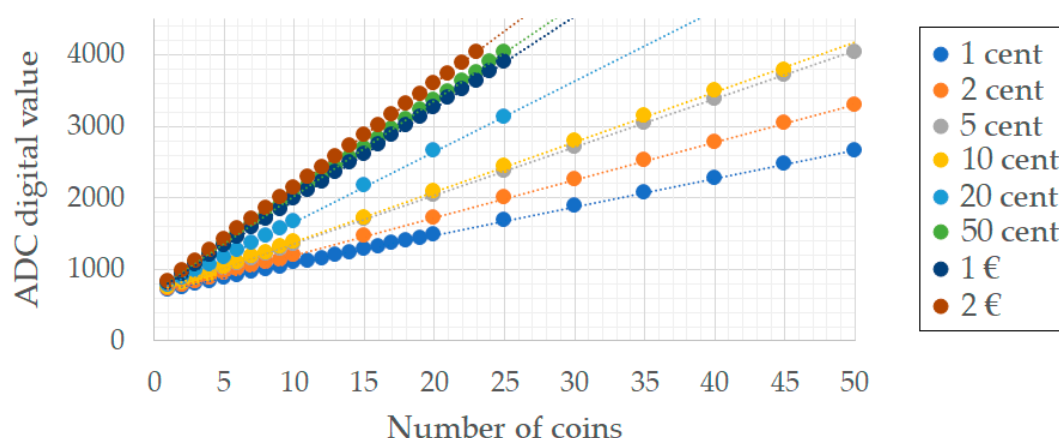 4000
3000
2000
1000
0
ADC digital value
0 5 10 15 20 25 30 35 40 45 50
Number of coins
1 cent
2 cent
5 cent
10 cent
20 cent
50 cent
1 €
2 €